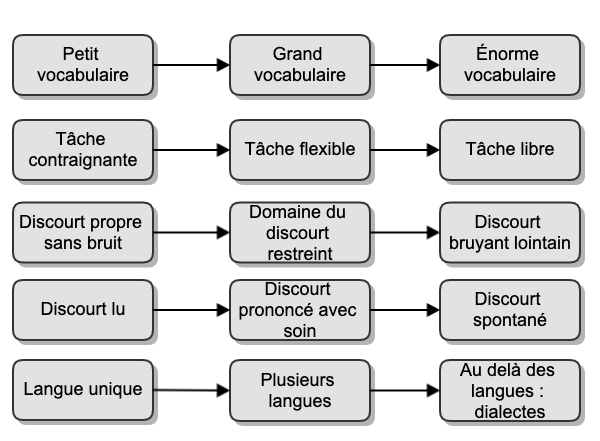 Petit
vocabulaire
Grand
vocabulaire
Énorme
vocabulaire
Tâche
contraignante
Tâche flexible
Tâche libre
Discourt propre
sans bruit
Domaine du
discourt
restreint
Discourt
bruyant lointain
Discourt lu
Discourt
prononcé avec
soin
Discourt
spontané
Langue unique
Plusieurs
langues
Au delà des
langues :
dialectes